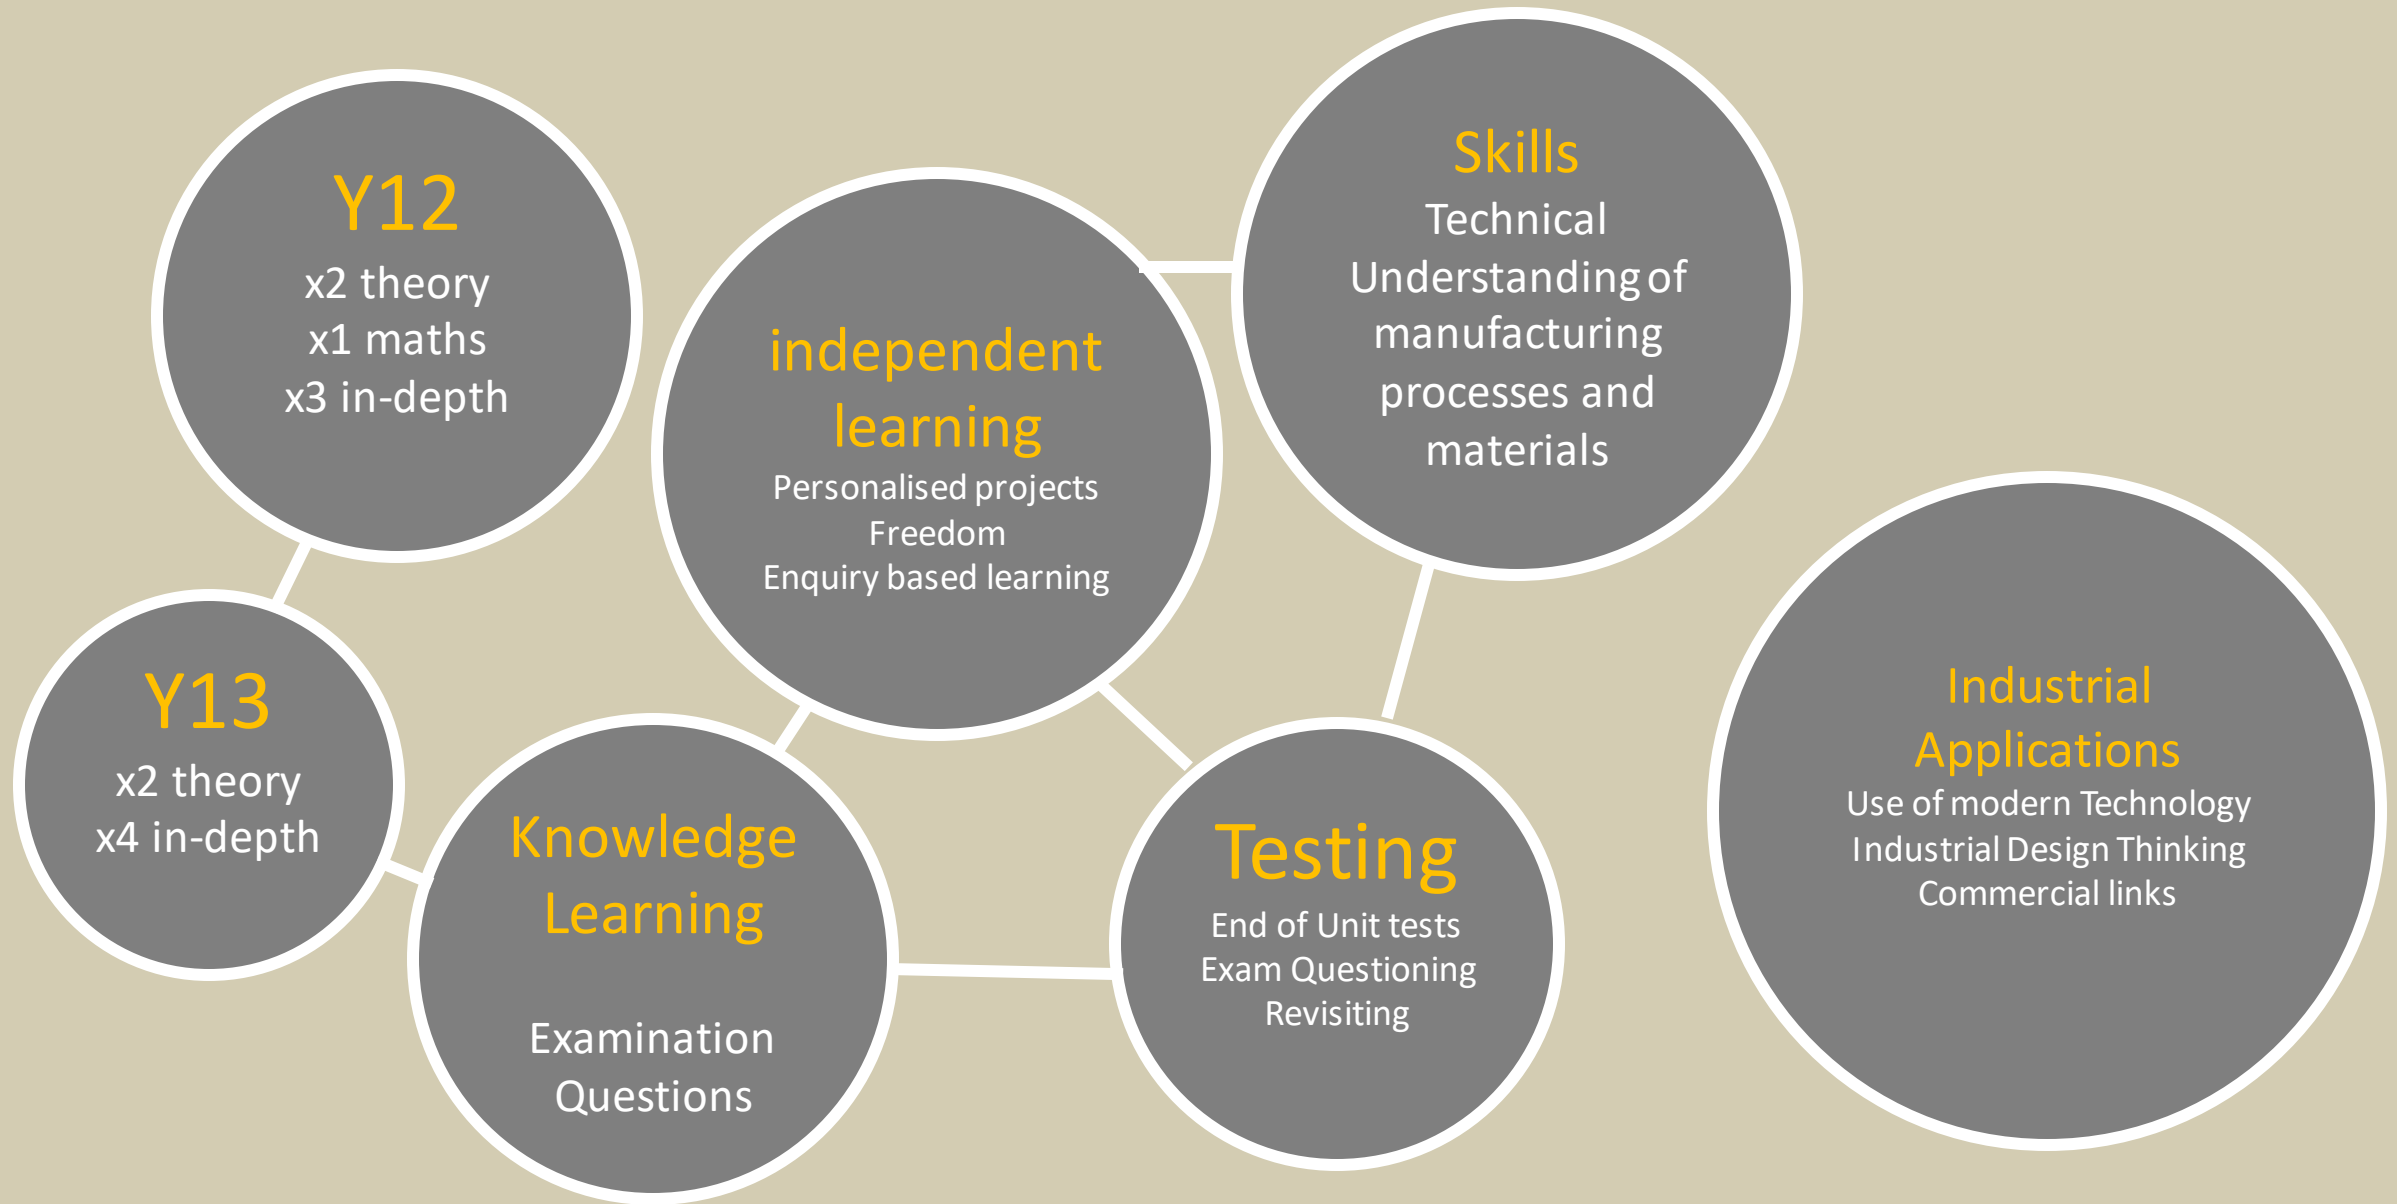 Y12
x2 theory
x1 maths
x3 in-depth
Y13
x2 theory
x4 in-depth
independent
learning
Personalised projects
Freedom
Enquiry based learning
Knowledge
Learning
Examination
Questions
Skills
Technical
Understanding of
manufacturing
processes and
materials
Testing
End of Unit tests
Exam Questioning
Revisiting
Industrial
Applications
Use of modern Technology
Industrial Design Thinking
Commercial links